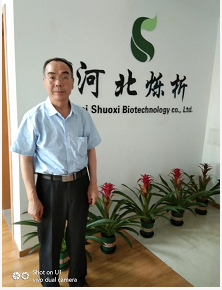 河北烁析
i Shuoxi Biotechnology co., Ltd.
Shot on U1
vivo dual camera